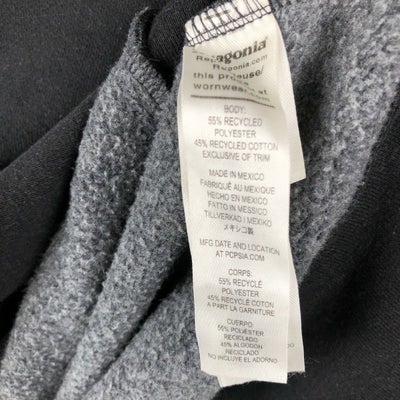 patagonia
Patagonia.com
this
wornwear
BODY:
55% RECYCLED
POLYESTER
45% RECYCLED COTTON
EXCLUSIVE OF TRIM
MADE IN MEXICO
FABRIQUÉ AU MEXIQUE
HECHO EN MEXICO
FATTO IN MESSICO
TILLVERKAD I MEXIKO
メキシコ製
MFG DATE AND LOCATION
AT PCPSIA.COM
CORPS:
55% RECYCLÉ
POLYESTER
45% RECYCLÉ COTON
A PART LA GARNITURE
CUERPO:
55% POLYÉSTER
RECICLADO
45% ALGODÓN
RECICLADO
NO INCLUYE EL ADORNO